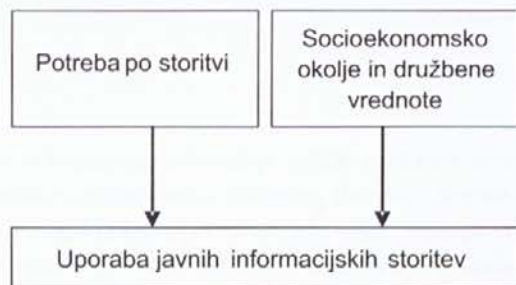 Potreba po storitvi
Socioekonomsko
okolje in družbene
vrednote
Uporaba javnih informacijskih storitev